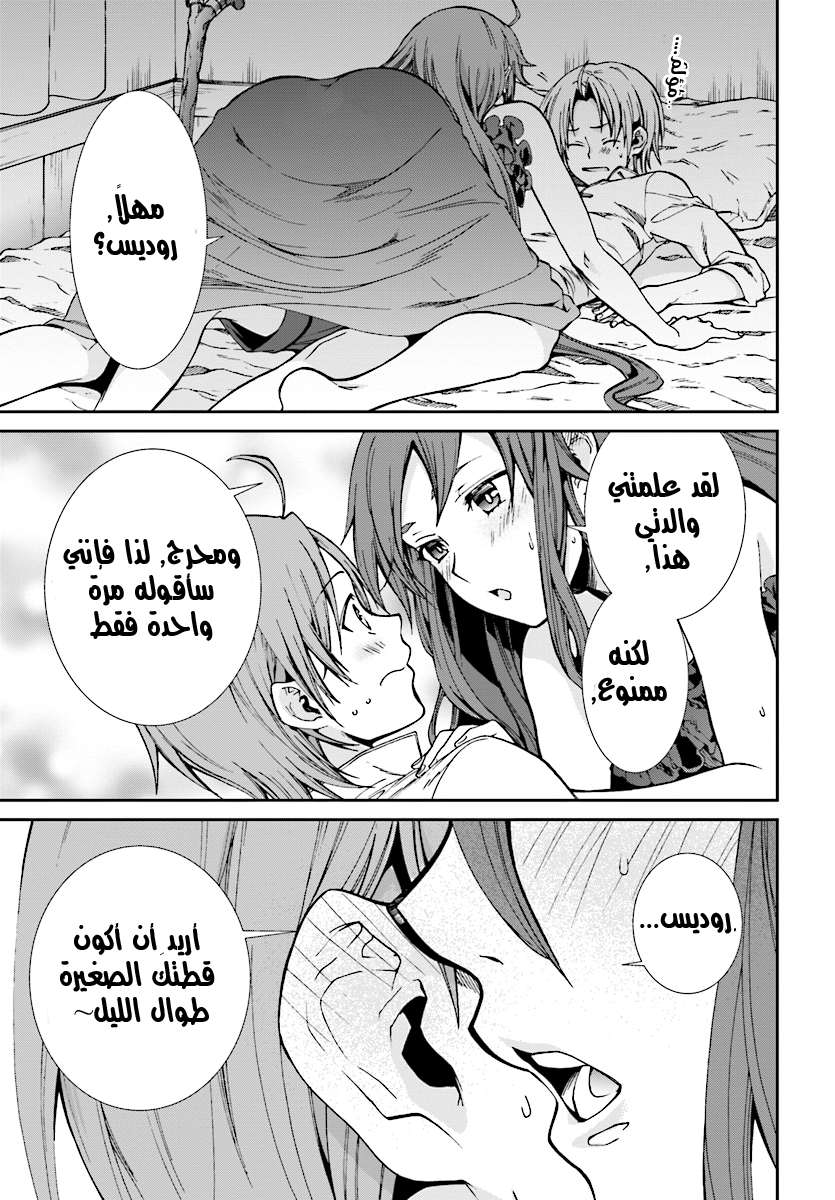 مؤلم....
مهلاً,
روديس؟
لقد علمتني
والدتي
هذا,
لكنه
ممنوع,
ومحرج, لذا فإنني
سأقوله مرة
واحدة فقط
روديس...
أريد أن أكون
قطتكَ الصغيرة
طوال الليل~